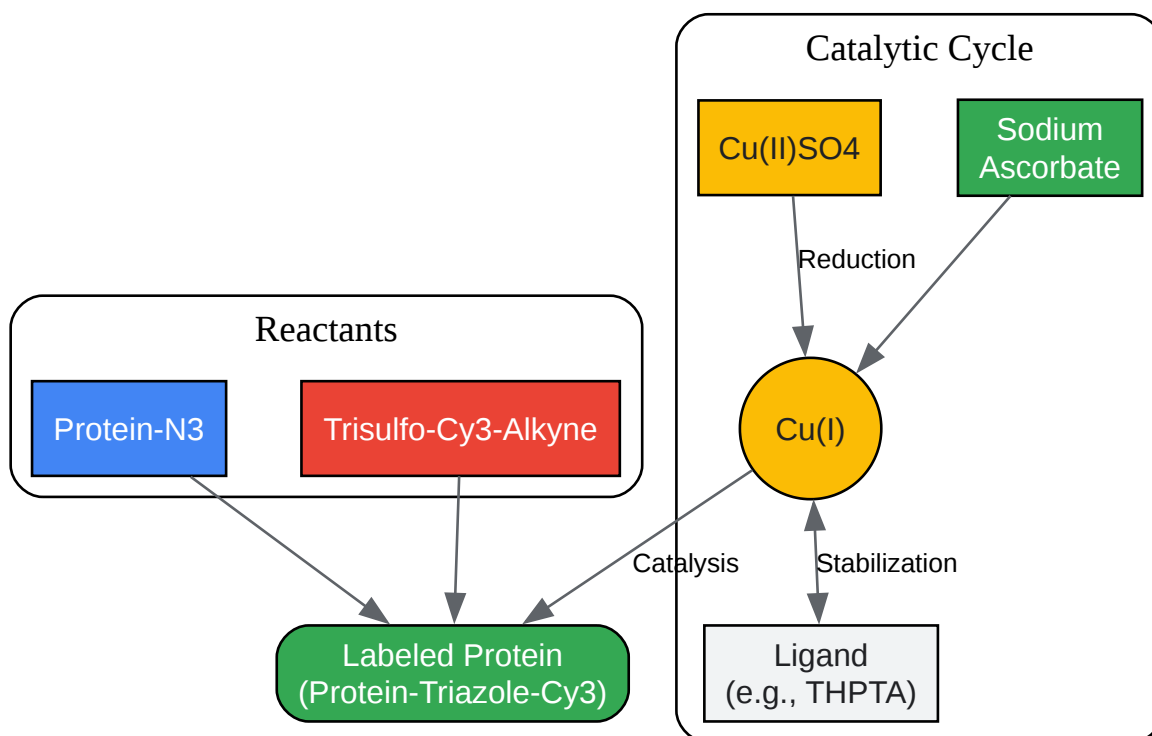 Catalytic Cycle
Cu(II)SO4
Sodium
Ascorbate
Reduction
Reactants
Protein-N3
Trisulfo-Cy3-Alkyne
Cu(I)
Catalysis
Stabilization
Labeled Protein
(Protein-Triazole-Cy3)
Ligand
(e.g., THPTA)